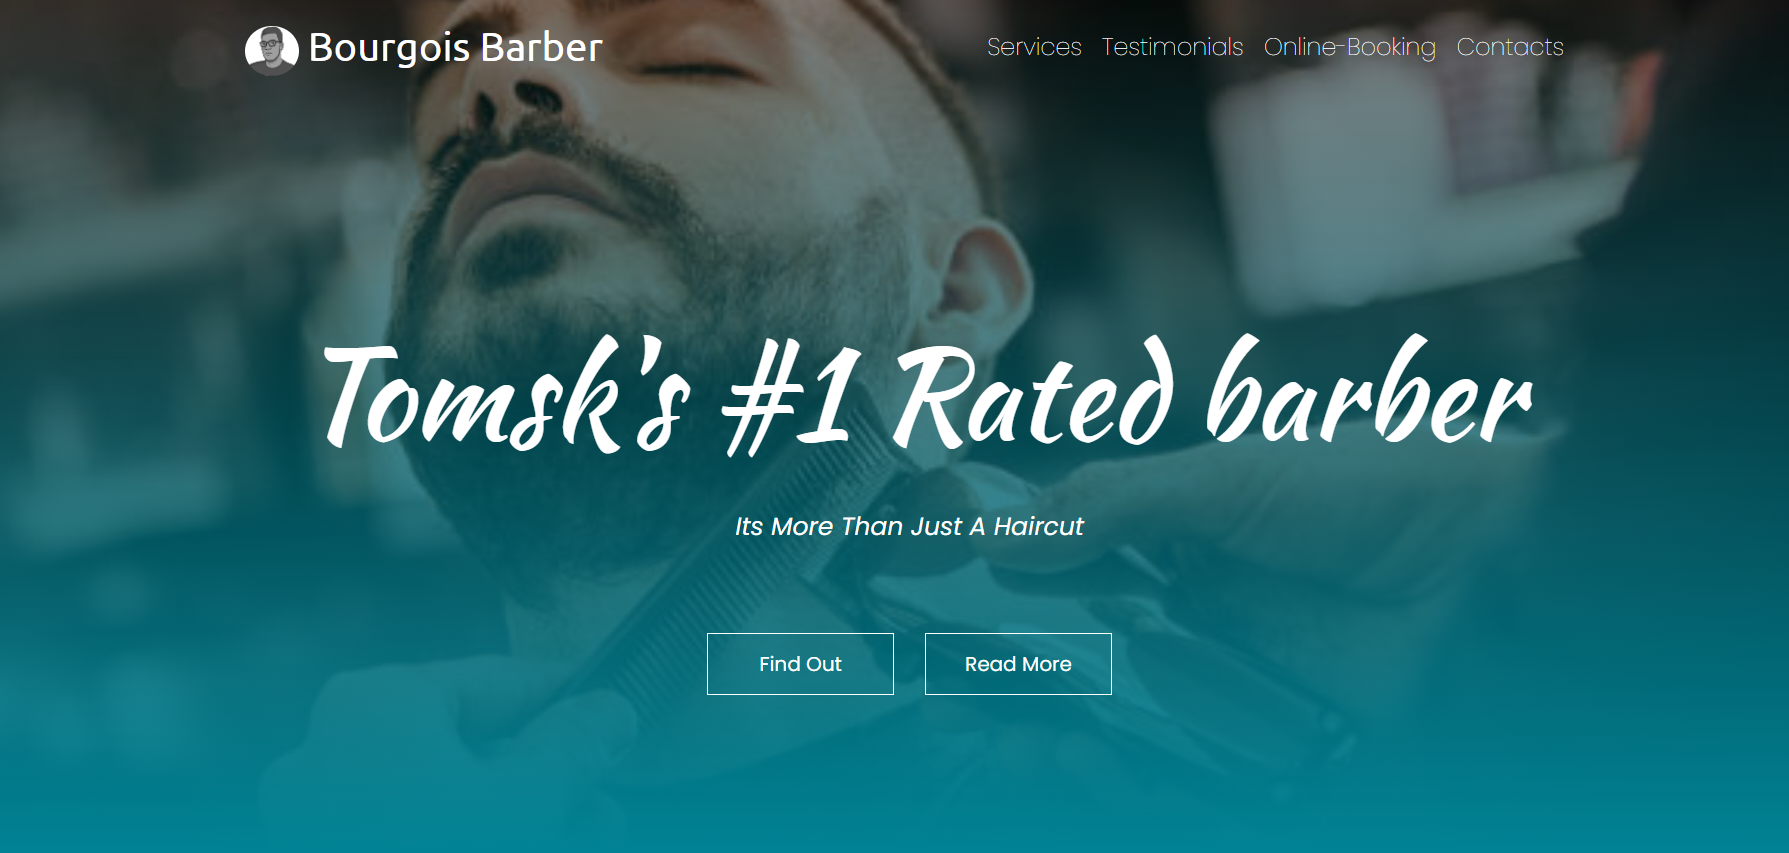 Bourgois Barber
Services Testimonials Online-Booking Contacts
Tomsk's #1 Rated barber
Its More Than Just A Haircut
Find Out
Read More